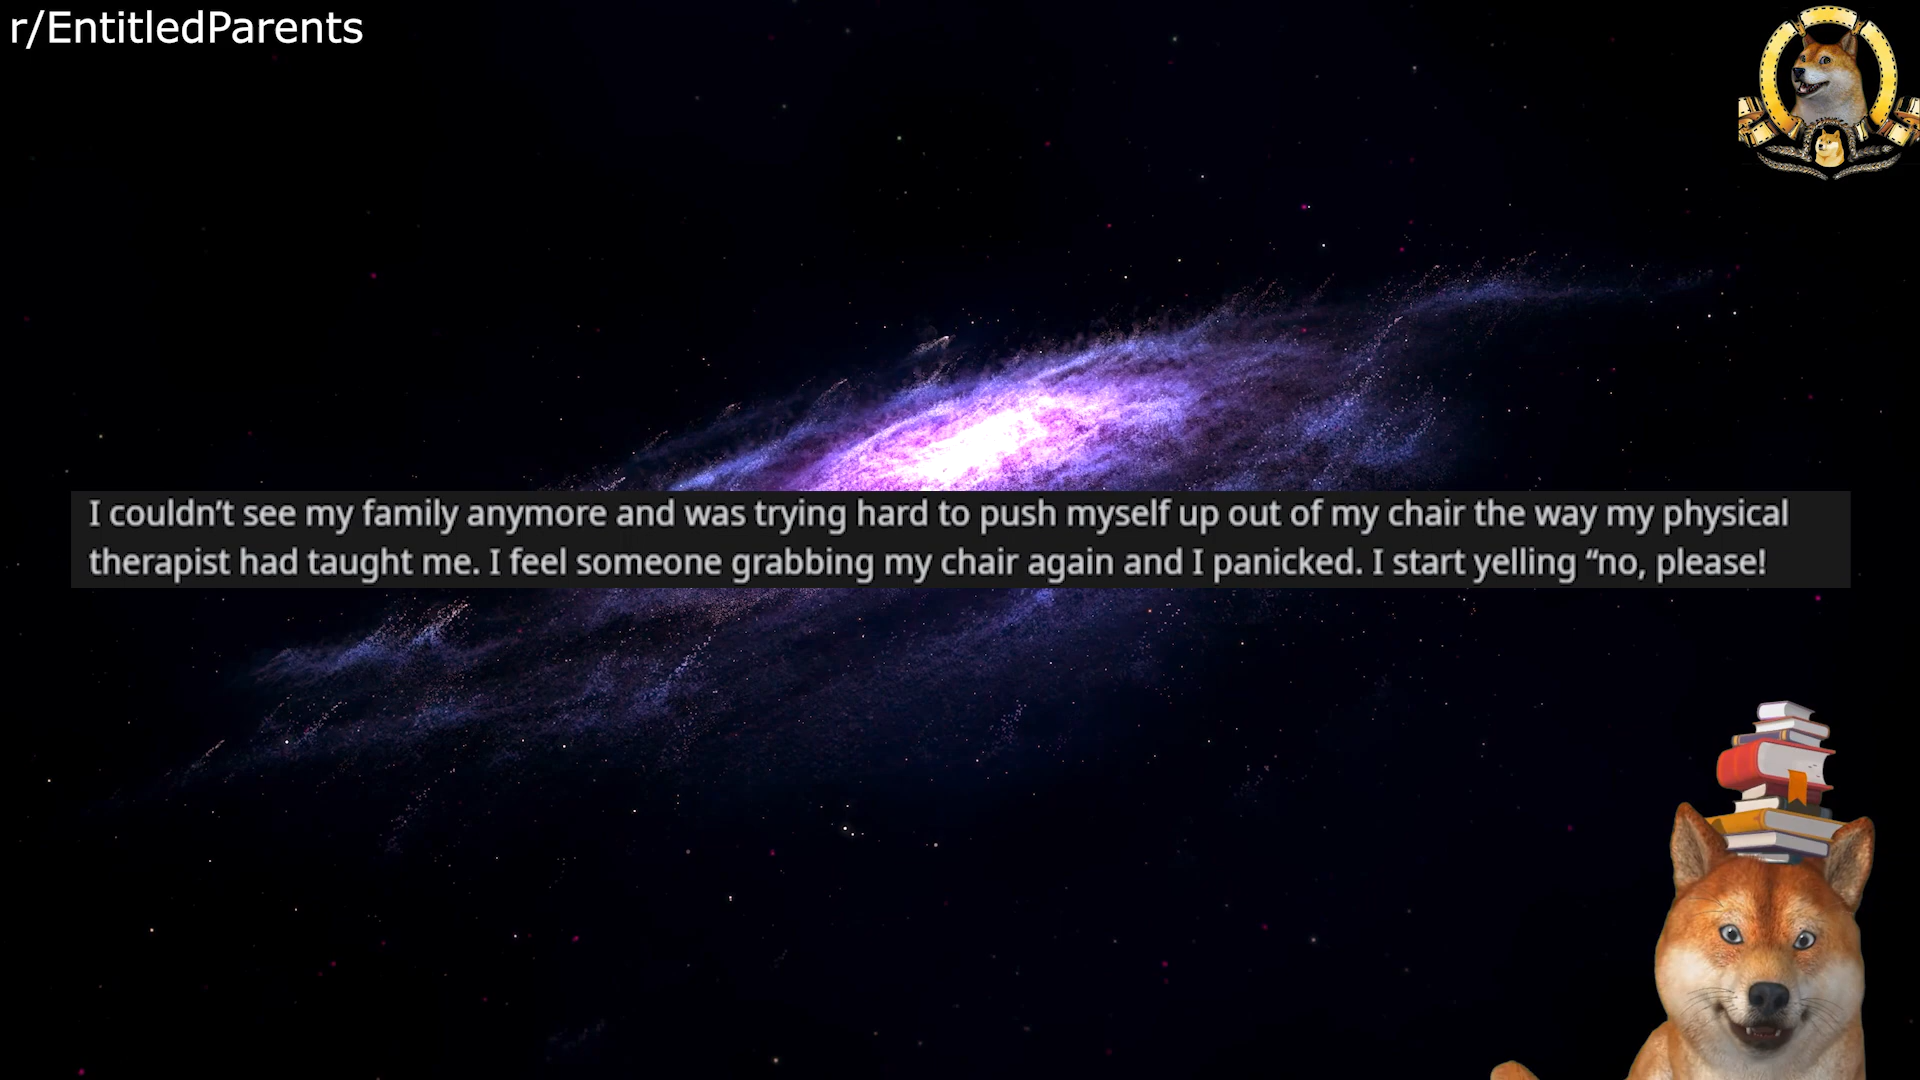 r/EntitledParents
I couldn’t see my family anymore and was trying hard to push myself up out of my chair the way my physical
therapist had taught me. I feel someone grabbing my chair again and I panicked. I start yelling “no, please!